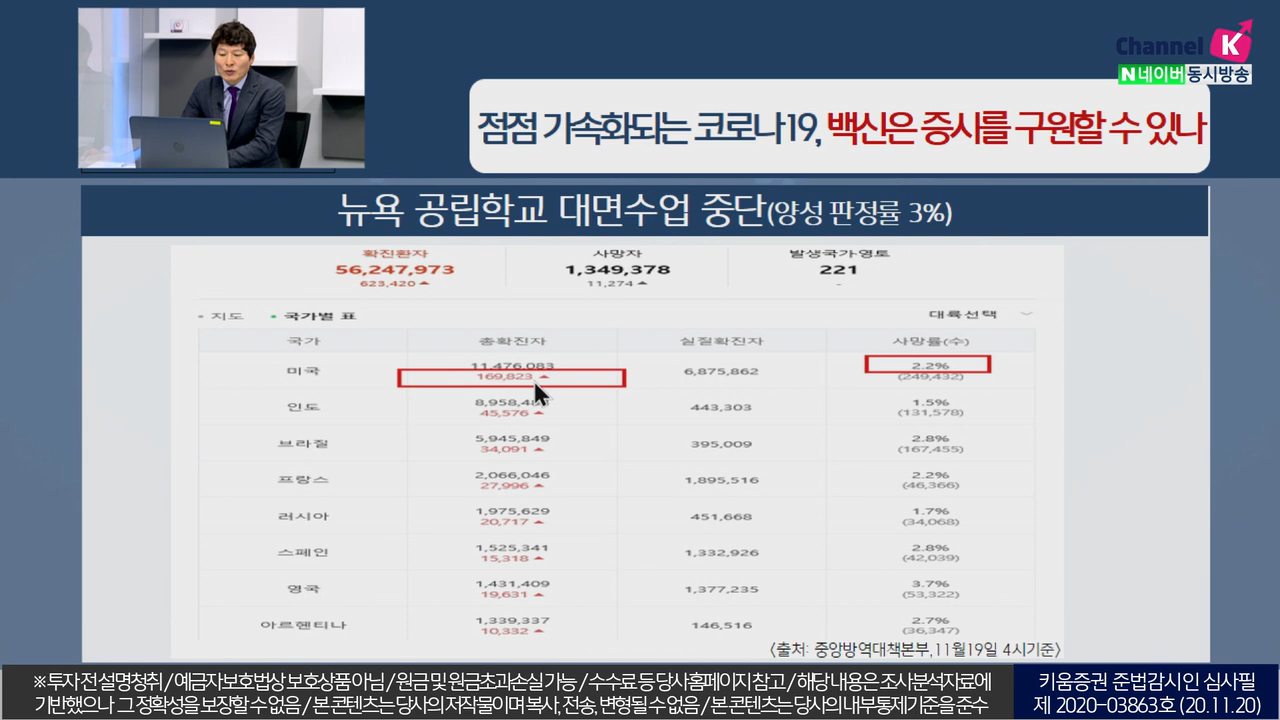 Channel K
N네이버 동시방송
점점 가속화되는 코로나19, 백신은 증시를 구원할 수 있나
뉴욕 공립학교 대면수업 중단(양성 판정률 3%)
확진환자 사망자 발생국가·영토
56,247,973 1,349,378 221
623,420 ▲ 11,274 ▲ -
• 지도 • 국가별 표 대륙선택
국가 총확진자 실질확진자 사망률(수)
미국 11,476,083 6,875,862 2.2%
169,823 ▲ (249,432)
인도 443,303 1.5%
45,576 ▲ (131,578)
브라질 5,945,849 395,009 2.8%
34,091 ▲ (167,455)
프랑스 2,066,046 1,895,516 2.2%
27,996 ▲ (46,366)
러시아 1,975,629 451,668 1.7%
20,717 ▲ (34,068)
스페인 1,525,341 1,332,926 2.8%
15,318 ▲ (42,039)
영국 1,431,409 1,377,235 3.7%
19,631 ▲ (53,322)
아르헨티나 1,339,337 146,516 2.7%
10,332 ▲ (36,347)
〈출처: 중앙방역대책본부,11월19일 4시기준〉
※ 투자 전 설명청취 / 예금자보호법상 보호상품 아님 / 원금 및 원금초과손실 가능 / 수수료 등 당사홈페이지 참고 / 해당 내용은 조사분석자료에
기반했으나 그 정확성을 보장할 수 없음 / 본 콘텐츠는 당사의 저작물이며 복사, 전송, 변형될 수 없음 / 본 콘텐츠는 당사의 내부통제기준을 준수
키움증권 준법감시인 심사필
제 2020-03863호 (20.11.20)